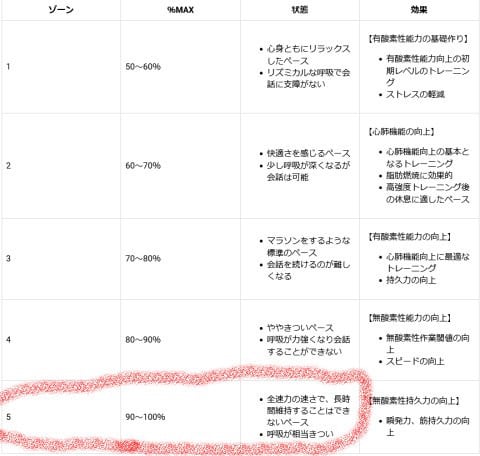 ゾーン %MAX 状態 効果
【有酸素性能力の基礎作り】
1
50〜60%
心身ともにリラックス
したペース
リズミカルな呼吸で会
話に支障がない
有酸素性能力向上の初
期レベルのトレーニン
グ
ストレスの軽減
【心肺機能の向上】
2
60〜70%
快適さを感じるペース
少し呼吸が深くなるが
会話は可能
心肺機能向上の基本と
なるトレーニング
脂肪燃焼に効果的
高強度トレーニング後
の休息に適したペース
【有酸素性能力の向上】
3
70〜80%
マラソンをするような
標準のペース
会話を続けるのが難し
くなる
心肺機能向上に最適な
トレーニング
持久力の向上
【無酸素性能力の向上】
4
80〜90%
ややきついペース
呼吸が力強くなり会話
することができない
無酸素性作業閾値の向
上
スピードの向上
【無酸素性持久力の向上】
5
90〜100%
全速力の速さで、長時
間維持することはでき
ないペース
呼吸が相当きつい
瞬発力、筋持久力の向
上